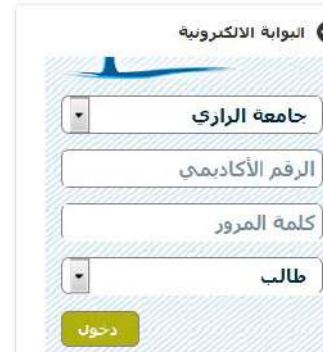 البوابة الالكترونية
جامعة الرازي
الرقم الأكاديمي
كلمة المرور
طالب
دخول